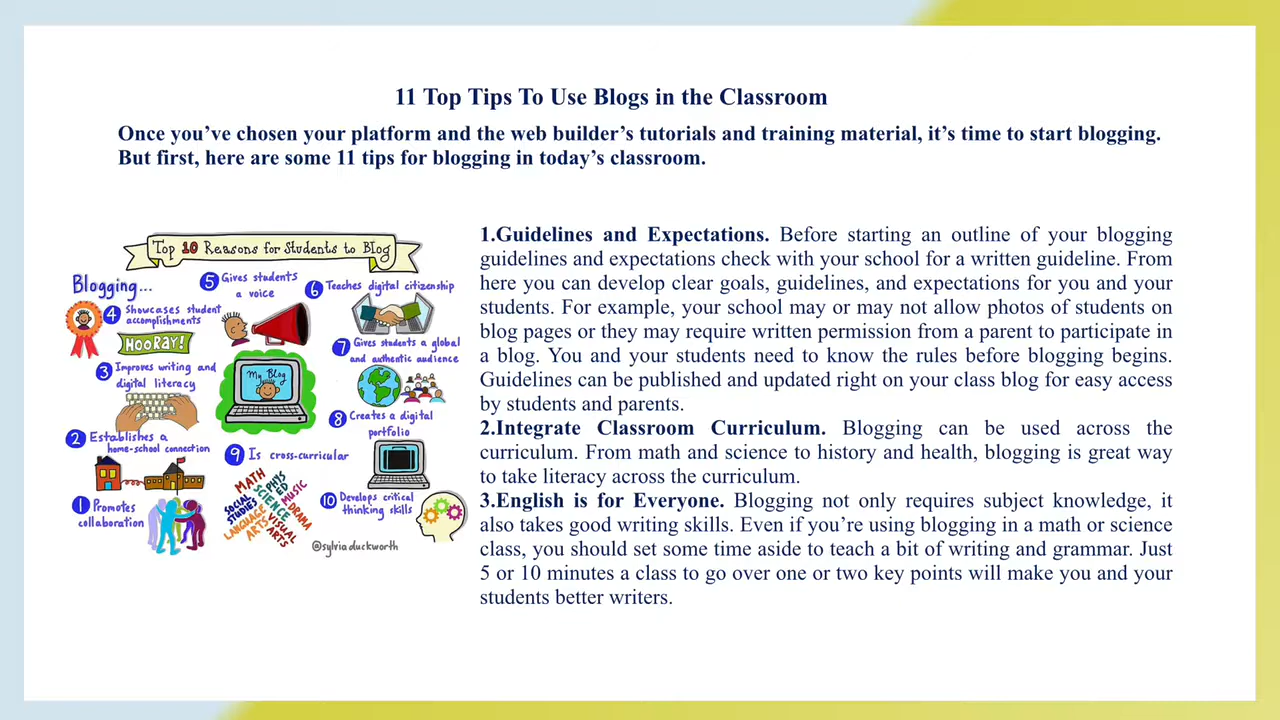 11 Top Tips To Use Blogs in the Classroom
Once you’ve chosen your platform and the web builder’s tutorials and training material, it’s time to start blogging.
But first, here are some 11 tips for blogging in today’s classroom.
Top 10 Reasons for Students to Blog
Blogging...
5 Gives students
a voice
6 Teaches digital citizenship
4 Showcases student
accomplishments
HOORAY!
7 Gives students a global
and authentic audience
3 Improves writing and
digital literacy
My Blog
8 Creates a digital
portfolio
2 Establishes a
home-school connection
9 Is cross-curricular
MATH
PHYS ED
SCIENCE
MUSIC
SOCIAL STUDIES
DRAMA
LANGUAGE ARTS
VISUAL ARTS
1 Promotes
collaboration
10 Develops critical
thinking skills
@sylviaduckworth
1.Guidelines and Expectations. Before starting an outline of your blogging
guidelines and expectations check with your school for a written guideline. From
here you can develop clear goals, guidelines, and expectations for you and your
students. For example, your school may or may not allow photos of students on
blog pages or they may require written permission from a parent to participate in
a blog. You and your students need to know the rules before blogging begins.
Guidelines can be published and updated right on your class blog for easy access
by students and parents.
2.Integrate Classroom Curriculum. Blogging can be used across the
curriculum. From math and science to history and health, blogging is great way
to take literacy across the curriculum.
3.English is for Everyone. Blogging not only requires subject knowledge, it
also takes good writing skills. Even if you’re using blogging in a math or science
class, you should set some time aside to teach a bit of writing and grammar. Just
5 or 10 minutes a class to go over one or two key points will make you and your
students better writers.